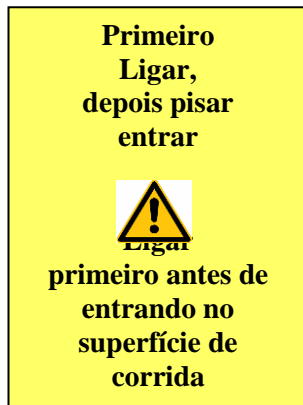 Primeiro
Ligar,
depois pisar
entrar
Ligar
primeiro antes de
entrando no
superfície de
corrida